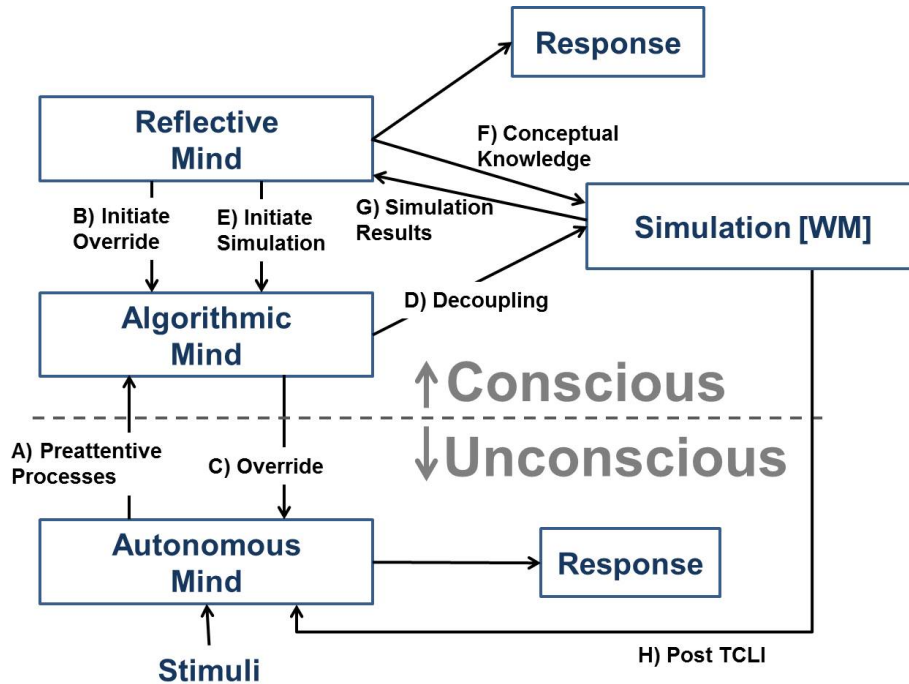 Response
Reflective
Mind
F) Conceptual
Knowledge
B) Initiate
Override
E) Initiate
Simulation
G) Simulation
Results
Simulation [WM]
D) Decoupling
Algorithmic
Mind
Conscious
A) Preattentive
Processes
C) Override
Unconscious
Autonomous
Mind
Response
Stimuli
H) Post TCLI